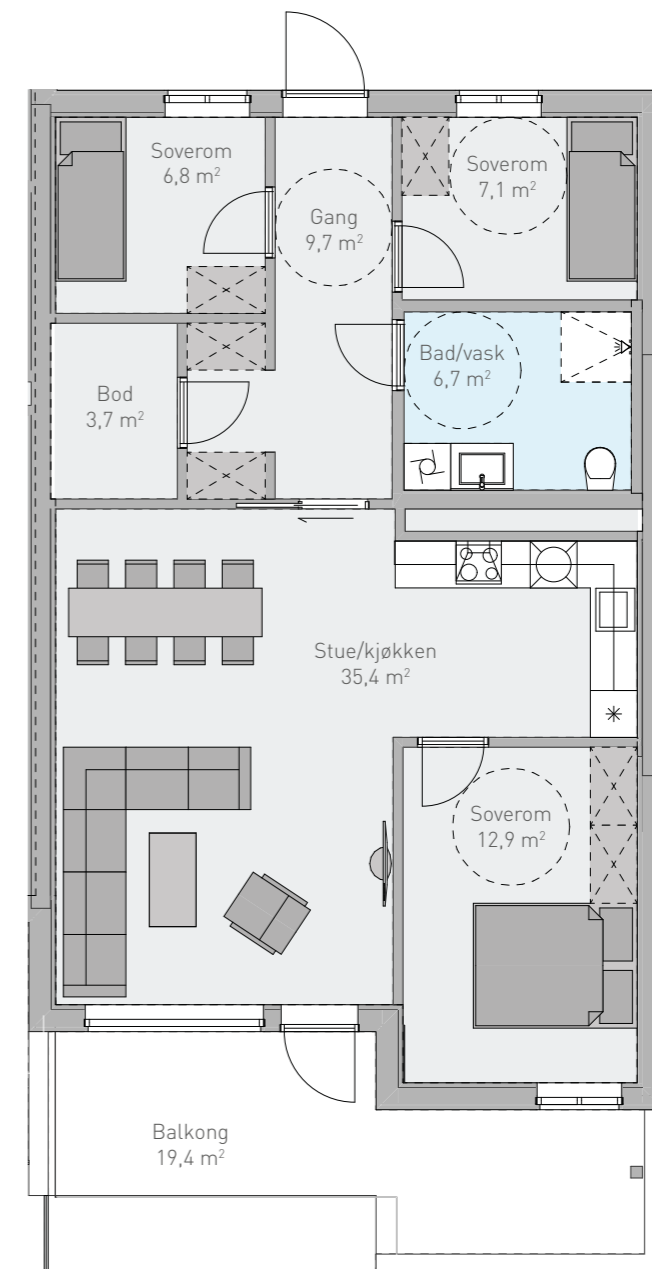 Soverom
6,8 m²
Soverom
7,1 m²
Gang
9,7 m²
Bad/vask
6,7 m²
Bod
3,7 m²
Stue/kjøkken
35,4 m²
Soverom
12,9 m²
Balkong
19,4 m²